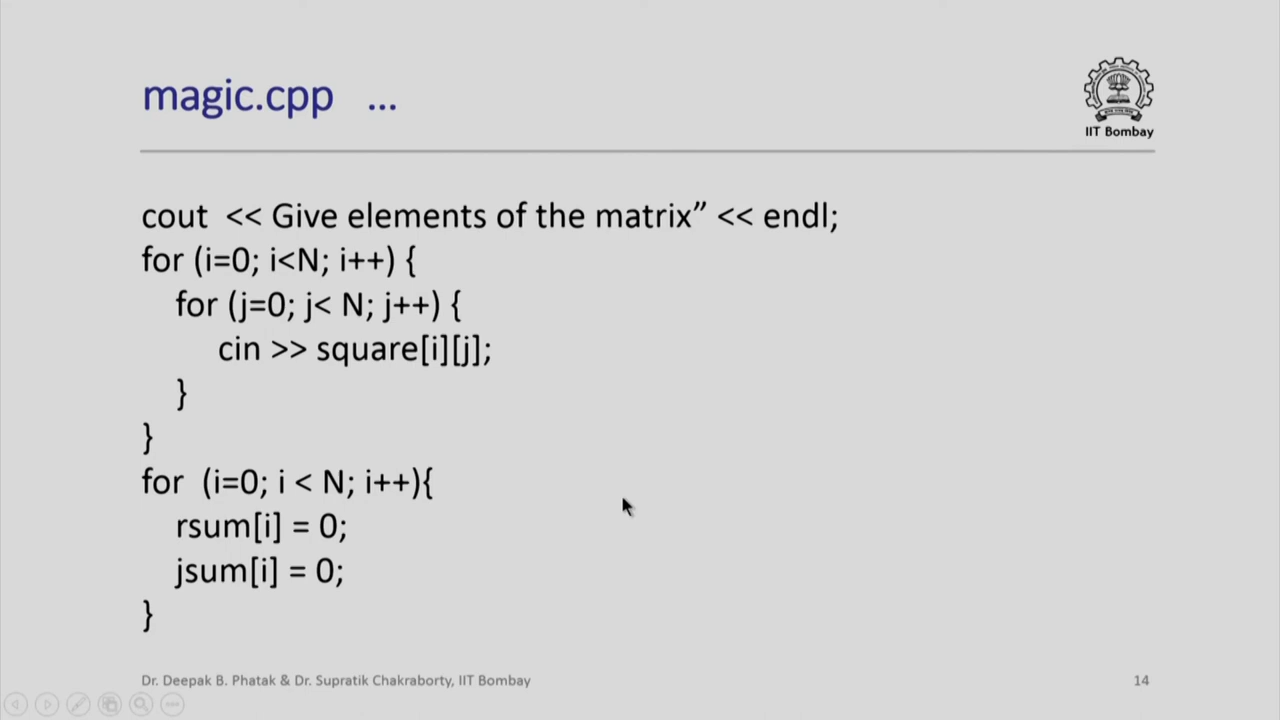 magic.cpp ...
IIT Bombay
cout << Give elements of the matrix” << endl;
for (i=0; i<N; i++) {
for (j=0; j< N; j++) {
cin >> square[i][j];
}
}
for (i=0; i < N; i++){
rsum[i] = 0;
jsum[i] = 0;
}
Dr. Deepak B. Phatak & Dr. Supratik Chakraborty, IIT Bombay
14